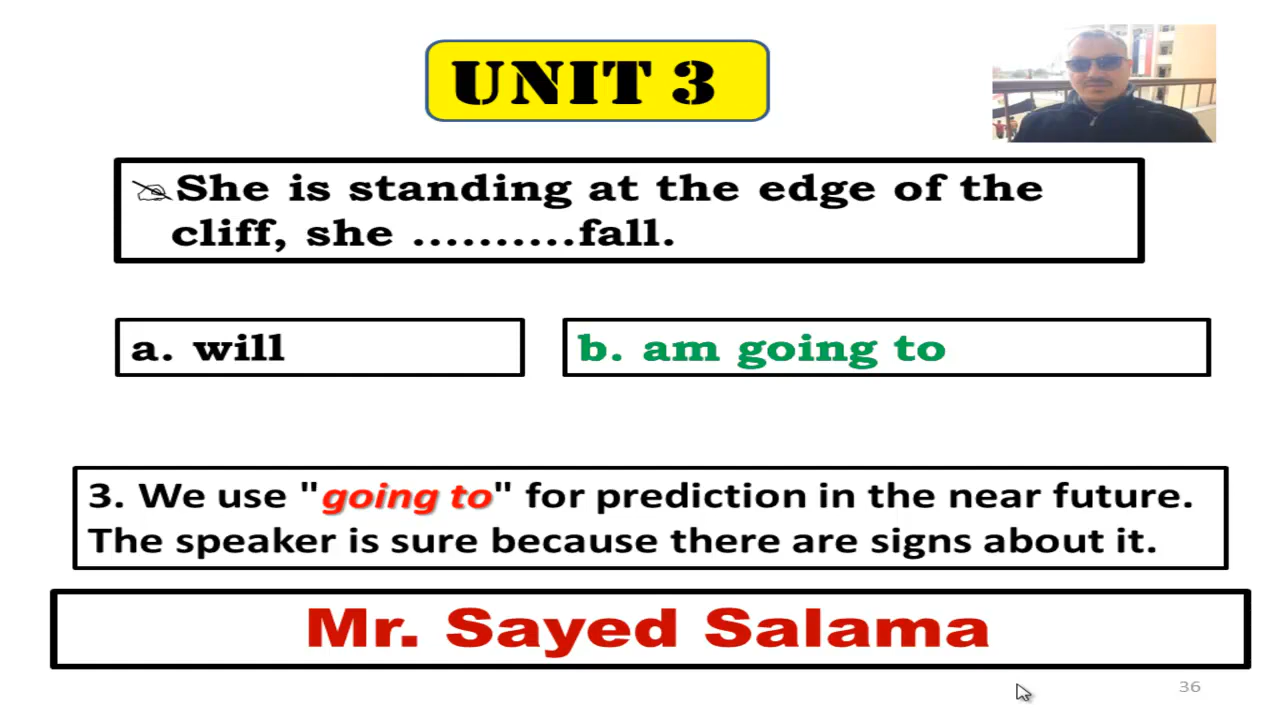 UNIT 3
She is standing at the edge of the
cliff, she ..........fall.
a. will
b. am going to
3. We use "going to" for prediction in the near future.
The speaker is sure because there are signs about it.
Mr. Sayed Salama
36